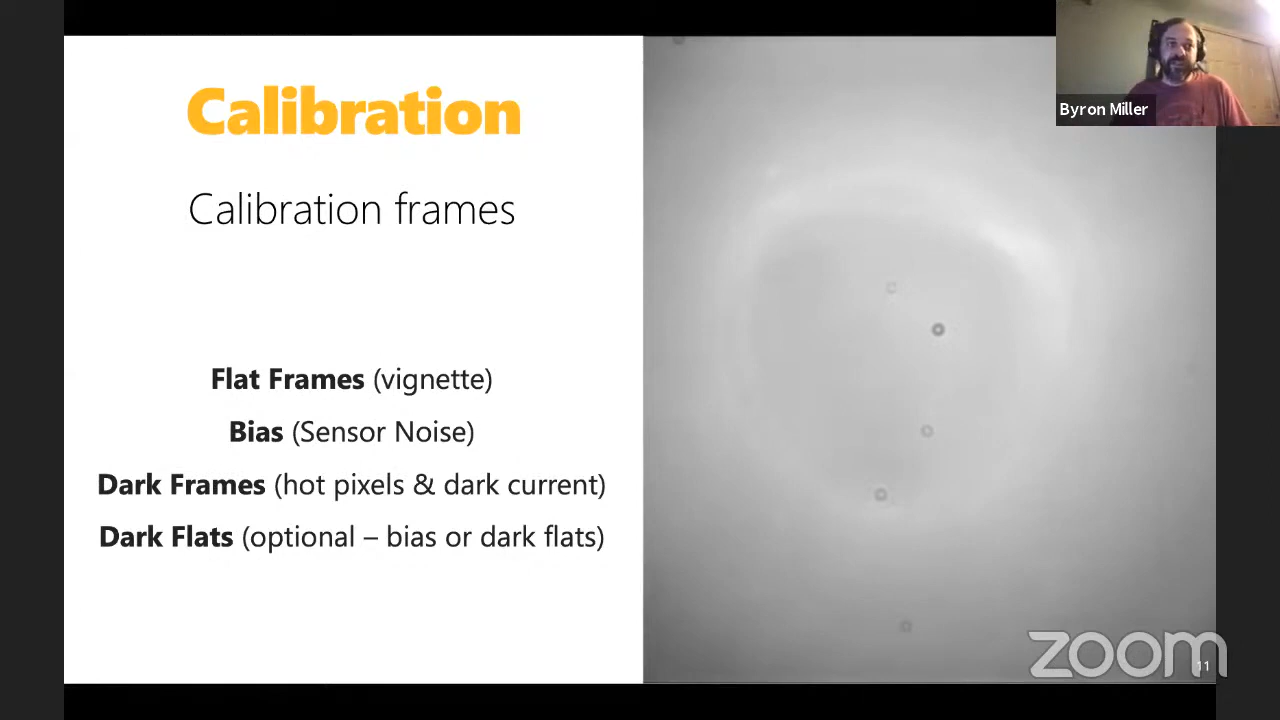 Calibration
Calibration frames
Flat Frames (vignette)
Bias (Sensor Noise)
Dark Frames (hot pixels & dark current)
Dark Flats (optional – bias or dark flats)
Byron Miller
zoom
11